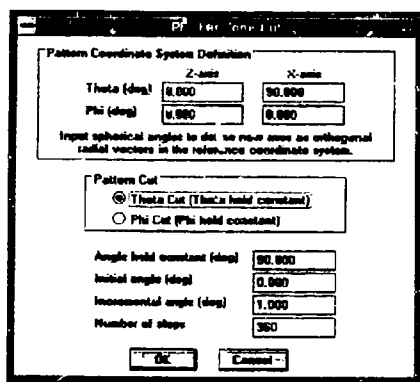 Pattern Coordinate System Definition
Z-axis X-axis
Theta (deg) 0.000 90.000
Phi (deg) 0.000 0.000
Input spherical angles to define new axes as orthogonal
radial vectors in the reference coordinate system.
Pattern Cut
Theta Cut (Theta held constant)
Phi Cut (Phi held constant)
Angle held constant (deg) 90.000
Initial angle (deg) 0.000
Incremental angle (deg) 1.000
Number of steps 360
OK Cancel